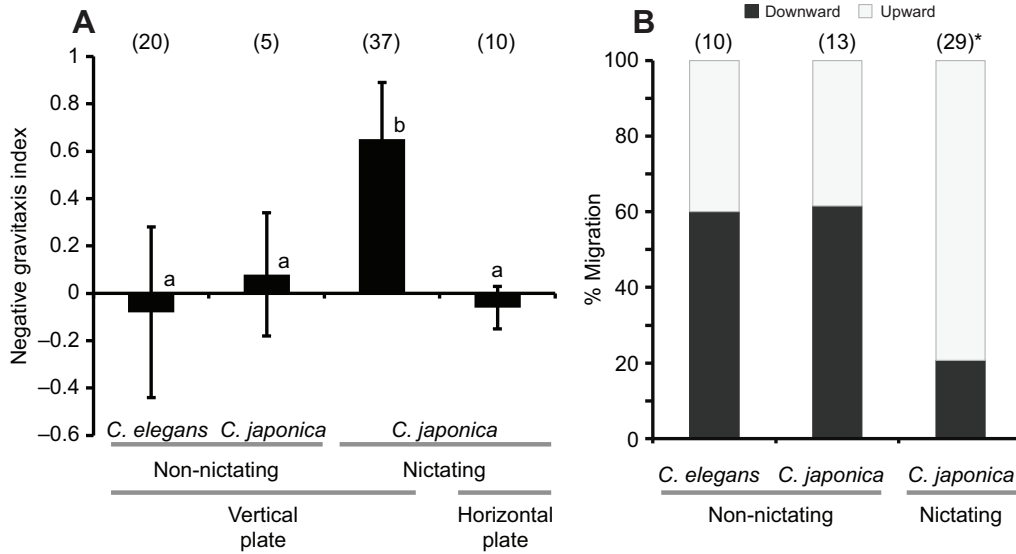 A
(20) (5) (37) (10)
1
0.8
0.6
0.4
0.2
0
–0.2
–0.4
–0.6
Negative gravitaxis index
a
a
b
a
C. elegans C. japonica C. japonica
Non-nictating Nictating
Vertical plate
Horizontal plate
B
Downward Upward
(10) (13) (29)*
100
80
60
40
20
0
% Migration
C. elegans C. japonica C. japonica
Non-nictating Nictating